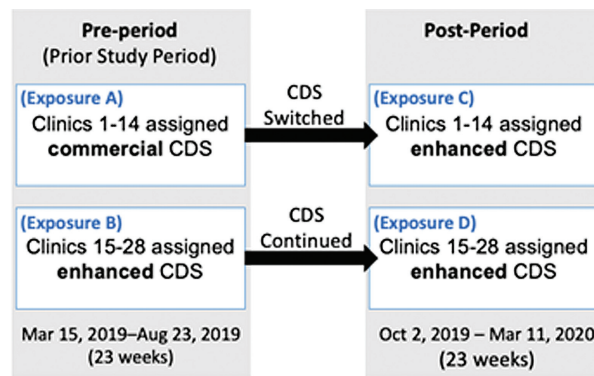 Pre-period
(Prior Study Period)
Post-Period
(Exposure A)
Clinics 1-14 assigned
commercial CDS
CDS
Switched
(Exposure C)
Clinics 1-14 assigned
enhanced CDS
(Exposure B)
Clinics 15-28 assigned
enhanced CDS
CDS
Continued
(Exposure D)
Clinics 15-28 assigned
enhanced CDS
Mar 15, 2019–Aug 23, 2019
(23 weeks)
Oct 2, 2019 – Mar 11, 2020
(23 weeks)